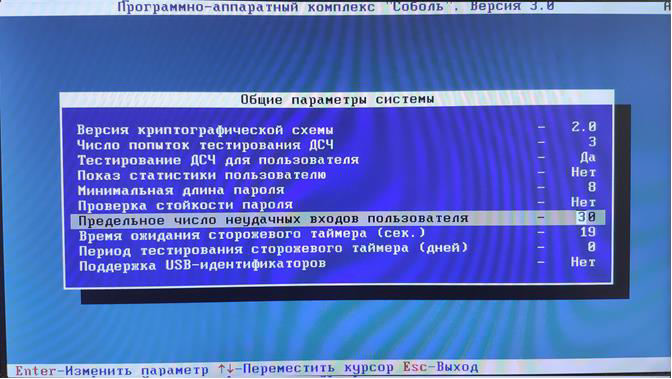 Программно-аппаратный комплекс "Соболь". Версия 3.0
Общие параметры системы
Версия криптографической схемы - 2.0
Число попыток тестирования ДСЧ - 3
Тестирование ДСЧ для пользователя - Да
Показ статистики пользователю - Нет
Минимальная длина пароля - 8
Проверка стойкости пароля - Нет
Предельное число неудачных входов пользователя - 30
Время ожидания сторожевого таймера (сек.) - 19
Период тестирования сторожевого таймера (дней) - 0
Поддержка USB-идентификаторов - Нет
Enter-Изменить параметр ↑↓-Переместить курсор Esc-Выход